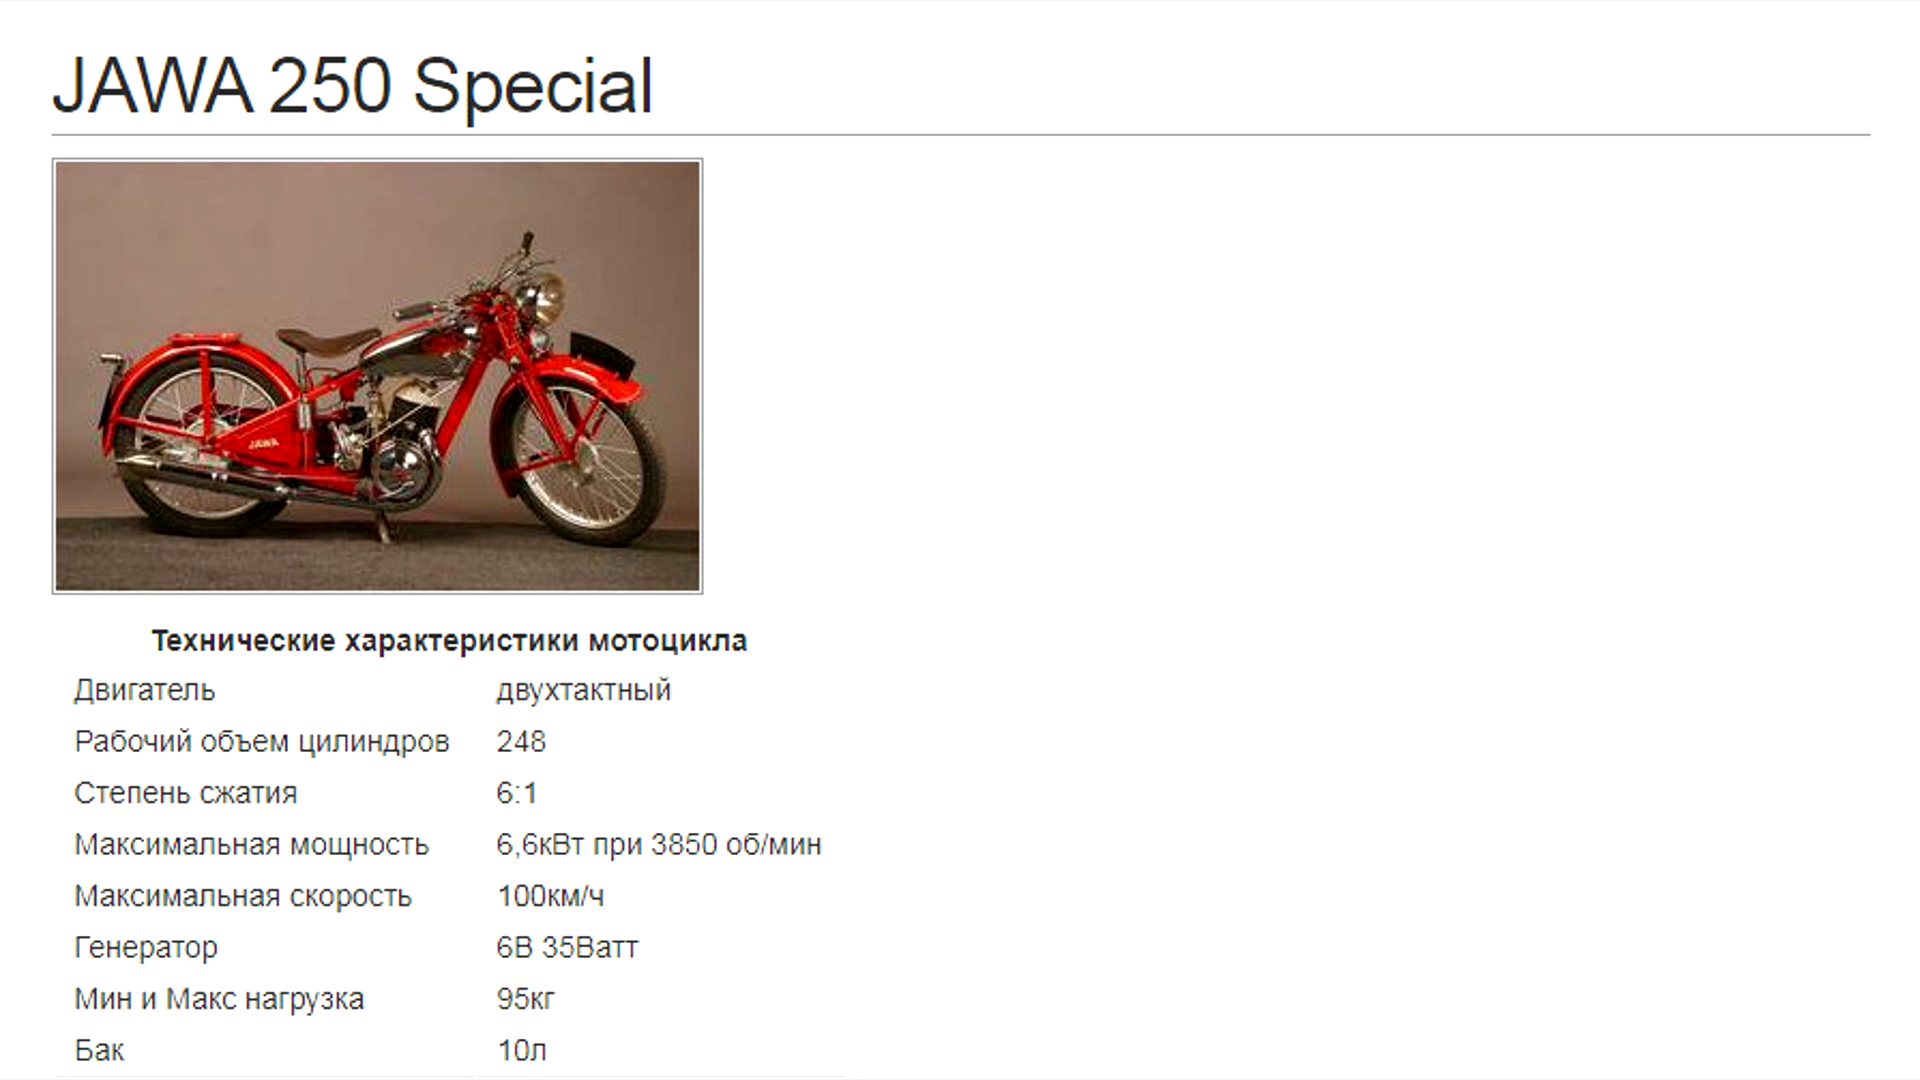 JAWA 250 Special
JAWA
Технические характеристики мотоцикла
Двигатель двухтактный
Рабочий объем цилиндров 248
Степень сжатия 6:1
Максимальная мощность 6,6кВт при 3850 об/мин
Максимальная скорость 100км/ч
Генератор 6В 35Ватт
Мин и Макс нагрузка 95кг
Бак 10л